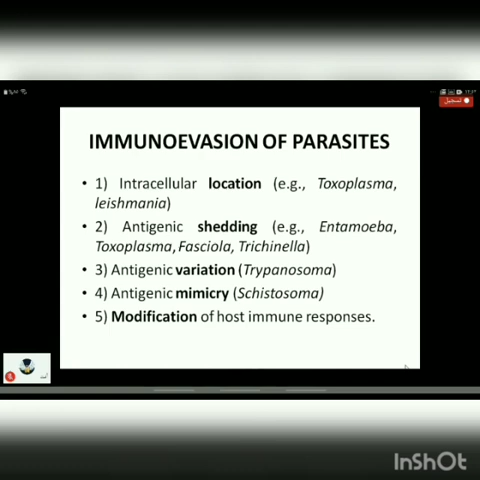 تسجيل
IMMUNOEVASION OF PARASITES
• 1) Intracellular location (e.g., Toxoplasma,
leishmania)
• 2) Antigenic shedding (e.g., Entamoeba,
Toxoplasma, Fasciola, Trichinella)
• 3) Antigenic variation (Trypanosoma)
• 4) Antigenic mimicry (Schistosoma)
• 5) Modification of host immune responses.
InShOt